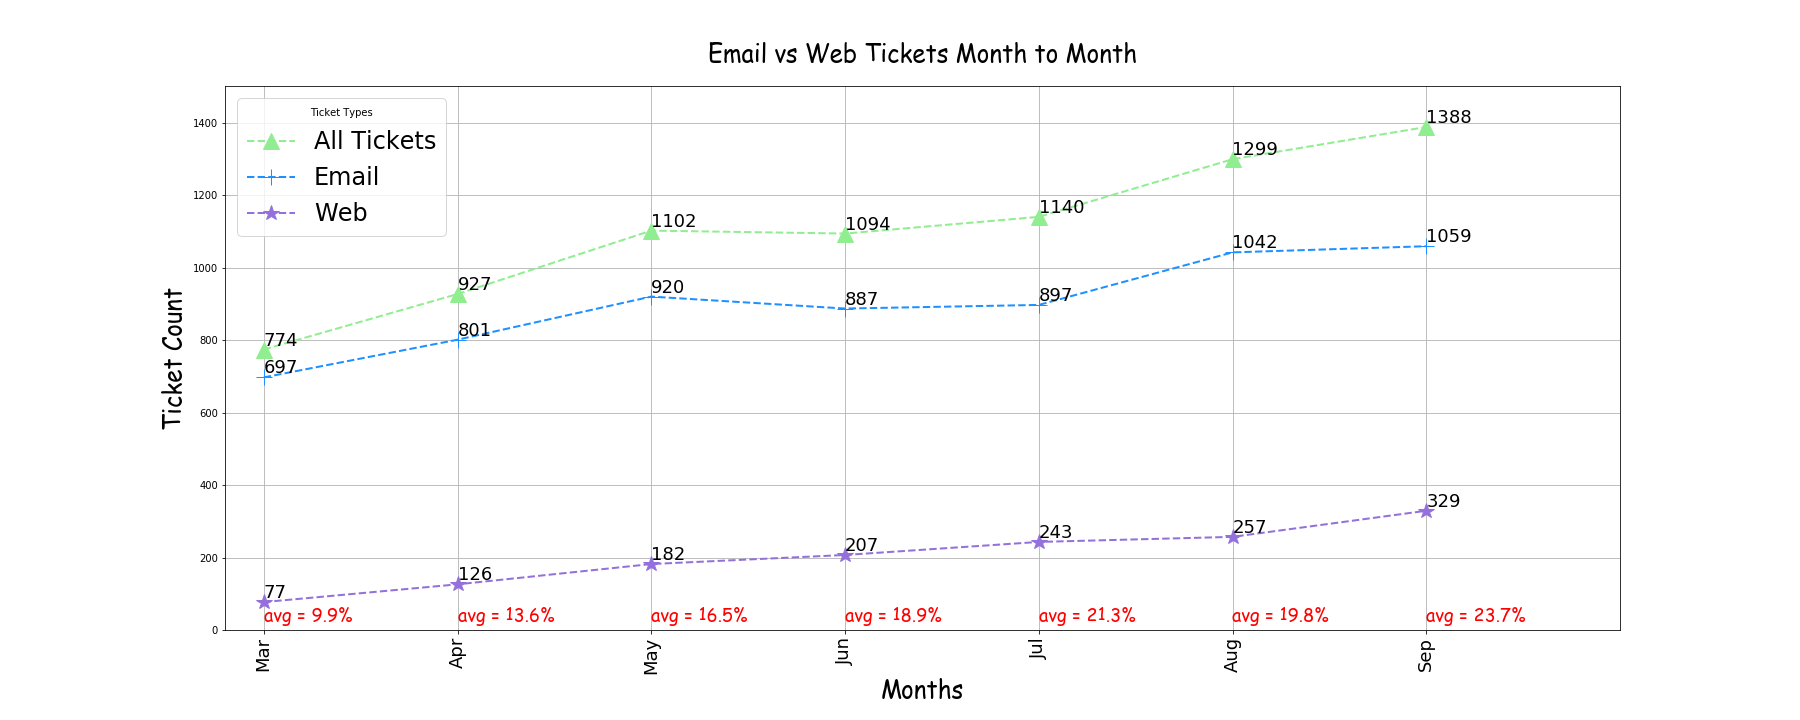 Email vs Web Tickets Month to Month
Ticket Types
All Tickets
Email
Web
Ticket Count
1400
1200
1000
800
600
400
200
0
774
927
1102
1094
1140
1299
1388
697
801
920
887
897
1042
1059
77
126
182
207
243
257
329
avg = 9.9%
avg = 13.6%
avg = 16.5%
avg = 18.9%
avg = 21.3%
avg = 19.8%
avg = 23.7%
Mar
Apr
May
Jun
Jul
Aug
Sep
Months